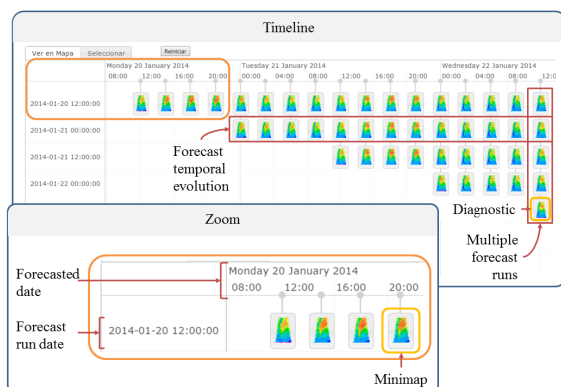 Timeline
Ver en Mapa Seleccionar Reiniciar
Monday 20 January 2014 Tuesday 21 January 2014 Wednesday 22 January 2014
08:00 12:00 16:00 20:00 00:00 04:00 08:00 12:00 16:00 20:00 00:00 04:00 08:00 12:0
2014-01-20 12:00:00
2014-01-21 00:00:00
2014-01-21 12:00:00
2014-01-22 00:00:00
Forecast
temporal
evolution
Diagnostic
Multiple
forecast
runs
Zoom
Forecasted
date
Monday 20 January 2014
08:00 12:00 16:00 20:00
Forecast
run date
2014-01-20 12:00:00
Minimap